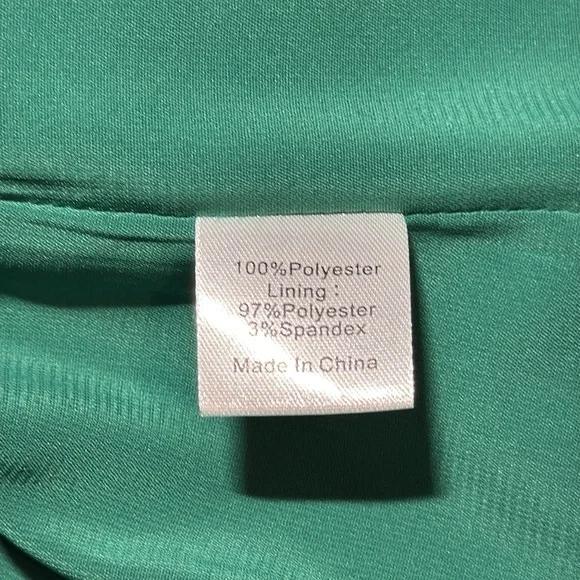 100%Polyester
Lining :
97%Polyester
3%Spandex
Made In China